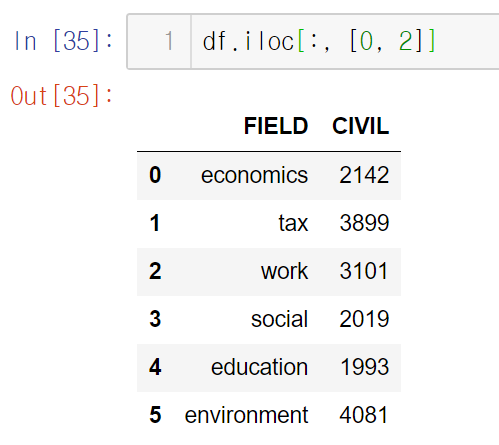 In [35]: 1 df.iloc[:, [0, 2]]
Out[35]:
FIELD CIVIL
0 economics 2142
1 tax 3899
2 work 3101
3 social 2019
4 education 1993
5 environment 4081